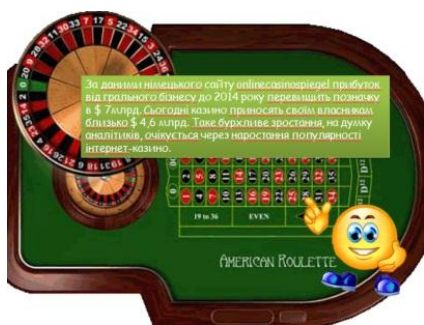 За даними німецького сайту onlinecasinospiegel прибуток
від грального бізнесу до 2014 року перевищить позначку
в $ 7млрд. Сьогодні казино приносять своїм власникам
близько $ 4,6 млрд. Таке бурхливе зростання, на думку
аналітиків, очікується через наростання популярності
інтернет-казино.
19 to 36 EVEN
AMERICAN ROULETTE